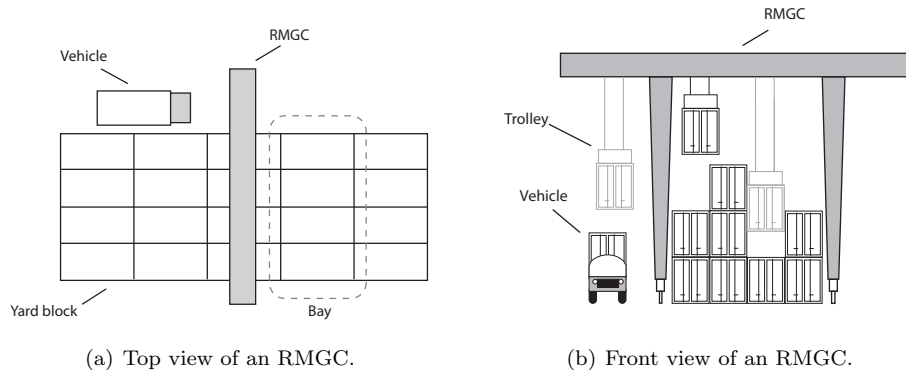 RMGC
Vehicle
Yard block
Bay
(a) Top view of an RMGC.
RMGC
Trolley
Vehicle
(b) Front view of an RMGC.